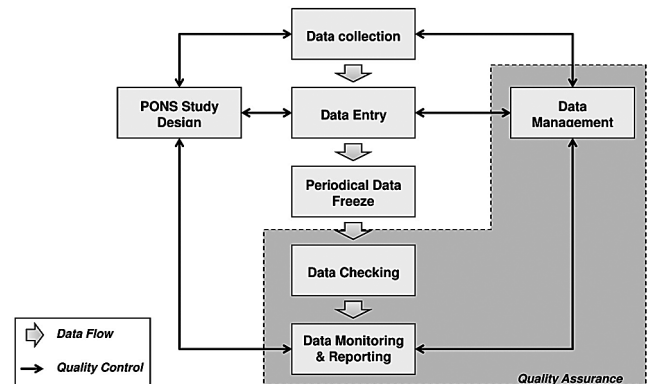 Data collection
PONS Study
Design
Data Entry
Data
Management
Periodical Data
Freeze
Data Checking
Data Monitoring
& Reporting
Data Flow
Quality Control
Quality Assurance